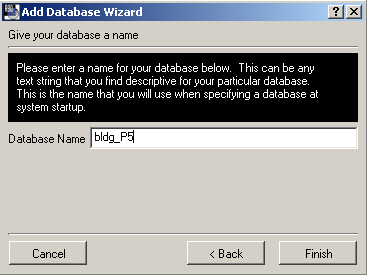 Add Database Wizard
Give your database a name
Please enter a name for your database below. This can be any
text string that you find descriptive for your particular database.
This is the name that you will use when specifying a database at
system startup.
Database Name bldg_P5
Cancel < Back Finish